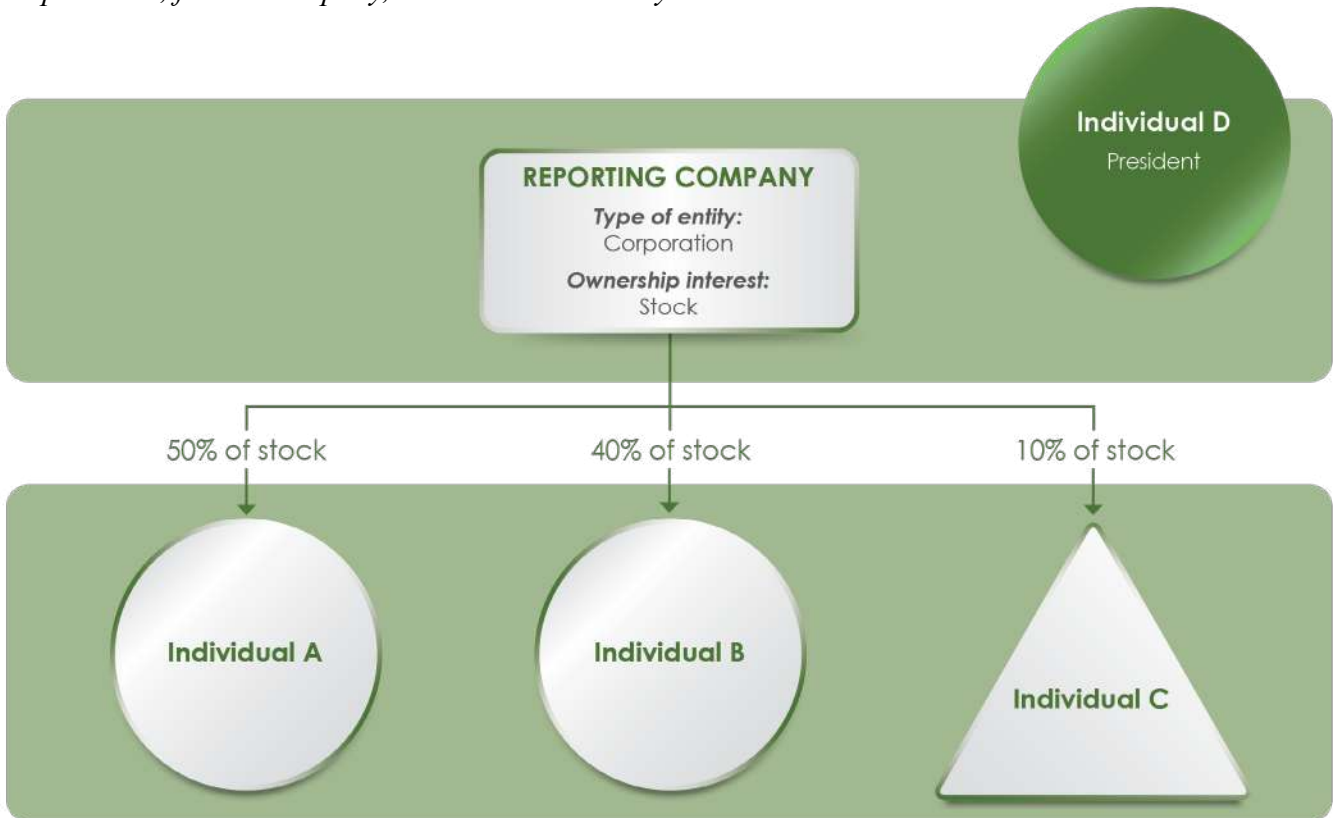 Individual D
President
REPORTING COMPANY
Type of entity:
Corporation
Ownership interest:
Stock
50% of stock
40% of stock
10% of stock
Individual A
Individual B
Individual C